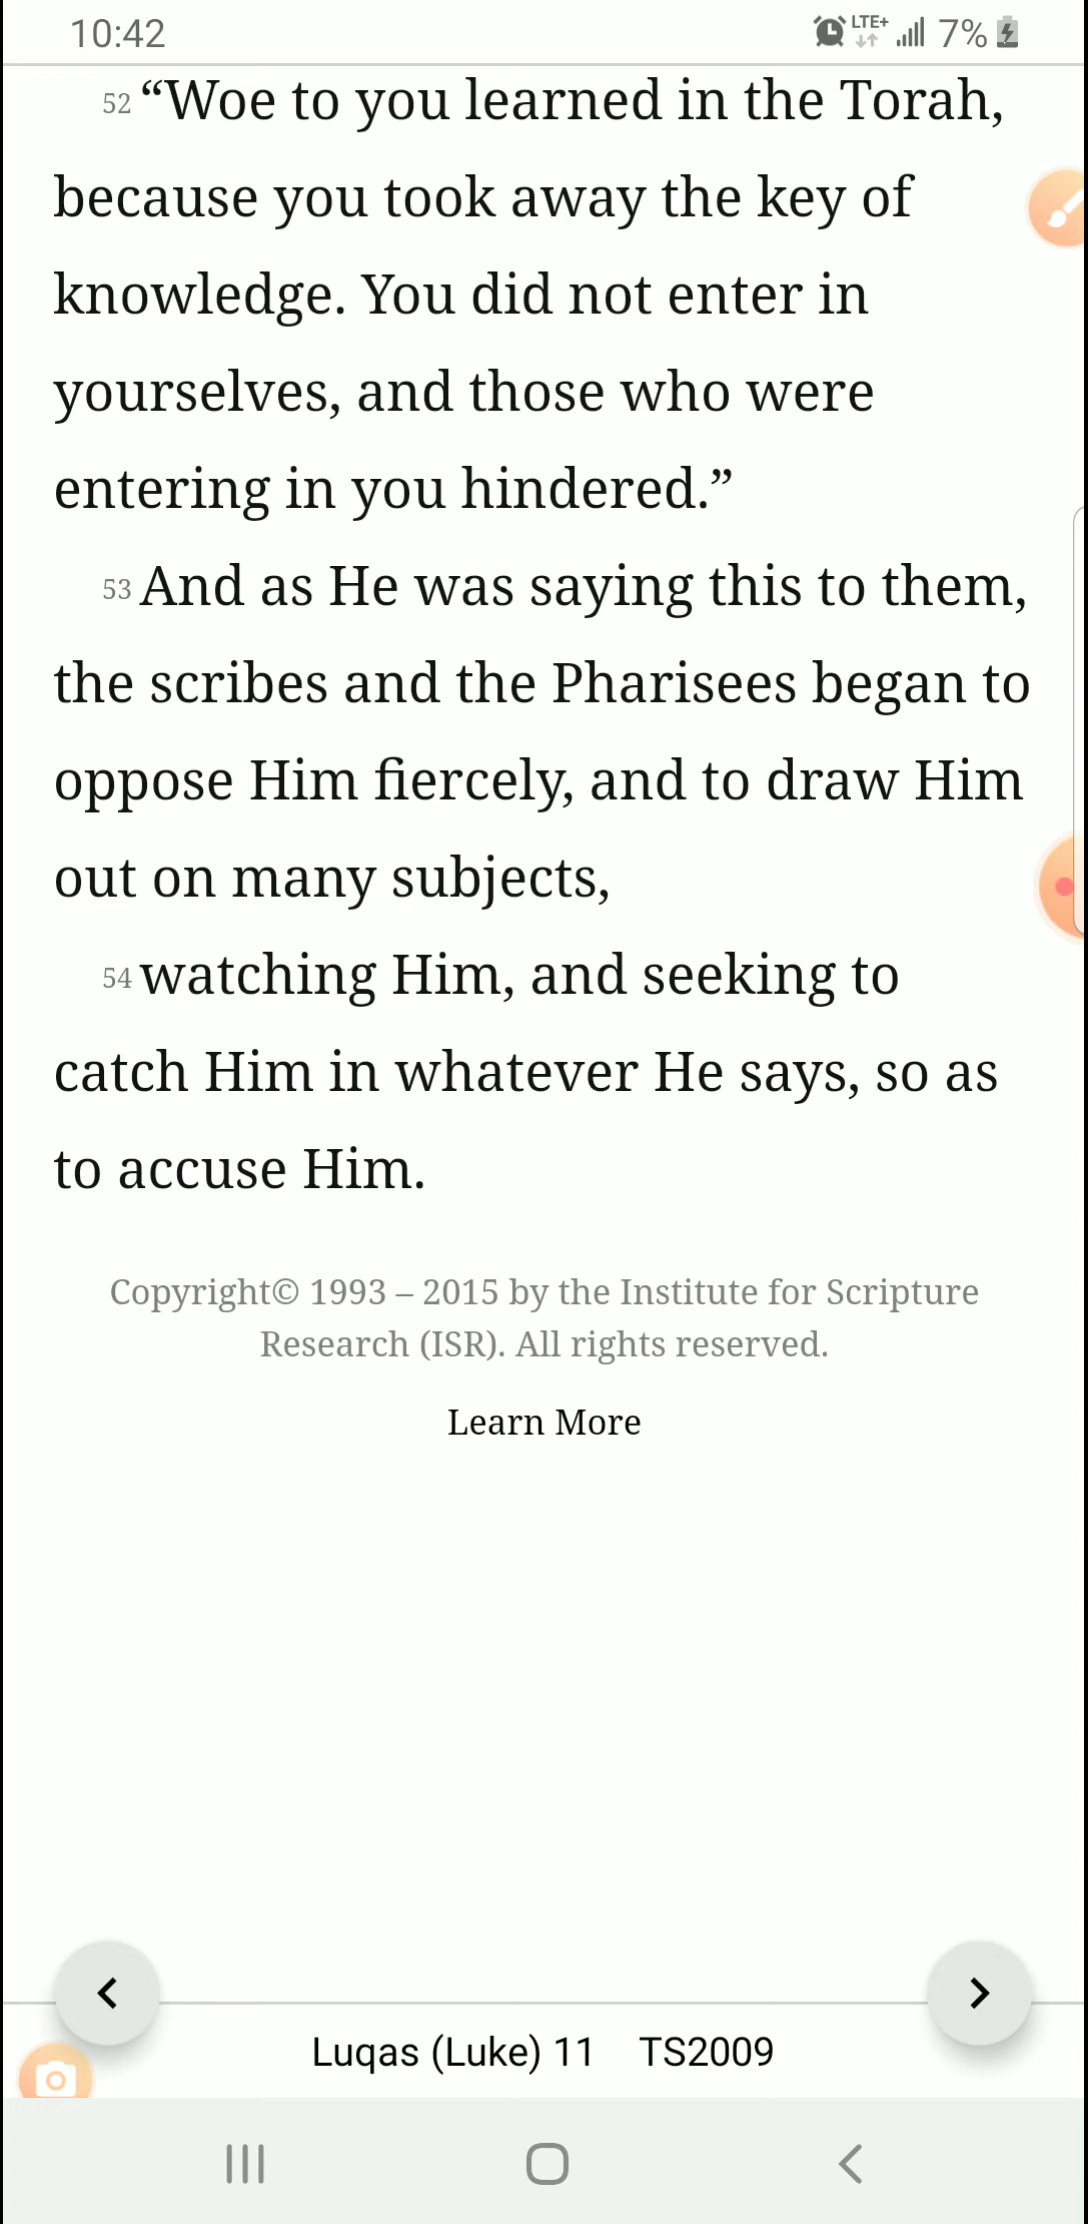 10:42 LTE+ 7%
52 “Woe to you learned in the Torah,
because you took away the key of
knowledge. You did not enter in
yourselves, and those who were
entering in you hindered.”
53 And as He was saying this to them,
the scribes and the Pharisees began to
oppose Him fiercely, and to draw Him
out on many subjects,
54 watching Him, and seeking to
catch Him in whatever He says, so as
to accuse Him.
Copyright© 1993 – 2015 by the Institute for Scripture
Research (ISR). All rights reserved.
Learn More
Luqas (Luke) 11 TS2009